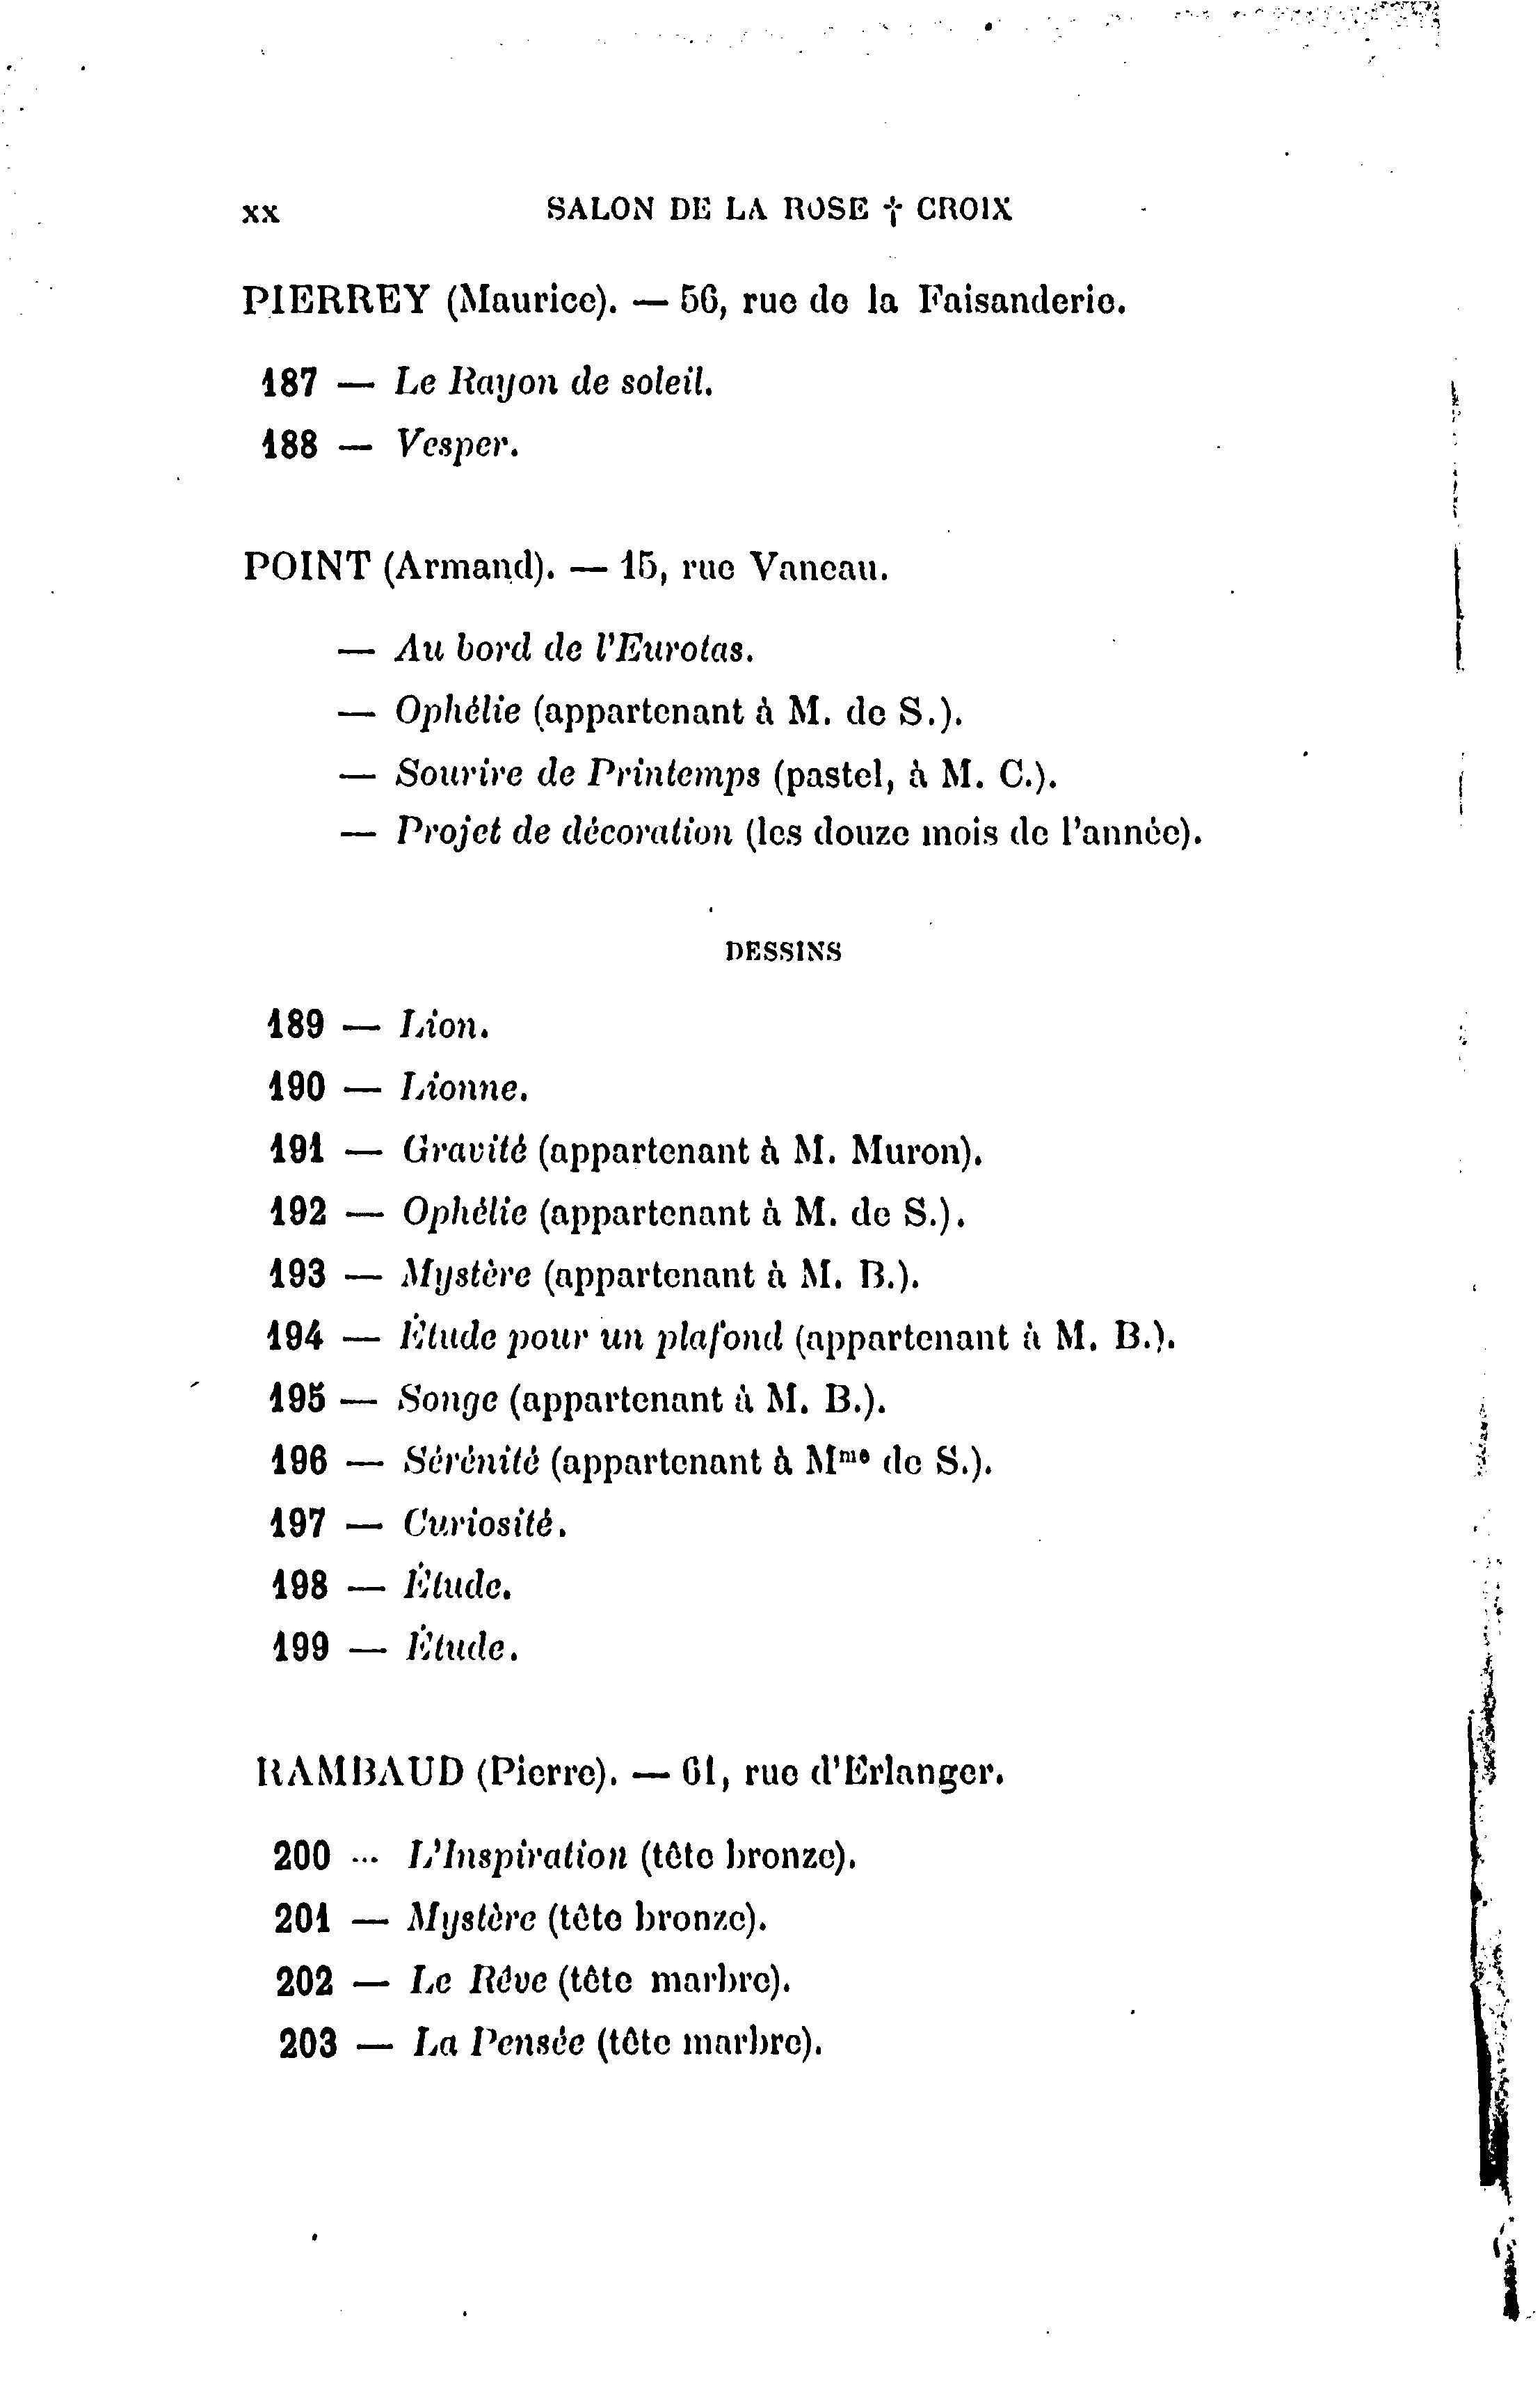 xx SALON DE LA ROSE † CROIX
PIERREY (Maurice). — 56, rue de la Faisanderie.
187 — Le Rayon de soleil.
188 — Vesper.
POINT (Armand). — 15, rue Vaneau.
— Au bord de l'Eurotas.
— Ophélie (appartenant à M. de S.).
— Sourire de Printemps (pastel, à M. C.).
— Projet de décoration (les douze mois de l'année).
DESSINS
189 — Lion.
190 — Lionne.
191 — Gravité (appartenant à M. Muron).
192 — Ophélie (appartenant à M. de S.).
193 — Mystère (appartenant à M. B.).
194 — Étude pour un plafond (appartenant à M. B.).
195 — Songe (appartenant à M. B.).
196 — Sérénité (appartenant à Mme de S.).
197 — Curiosité.
198 — Étude.
199 — Étude.
RAMBAUD (Pierre). — 61, rue d'Erlanger.
200 — L'Inspiration (tête bronze).
201 — Mystère (tête bronze).
202 — Le Rêve (tête marbre).
203 — La Pensée (tête marbre).